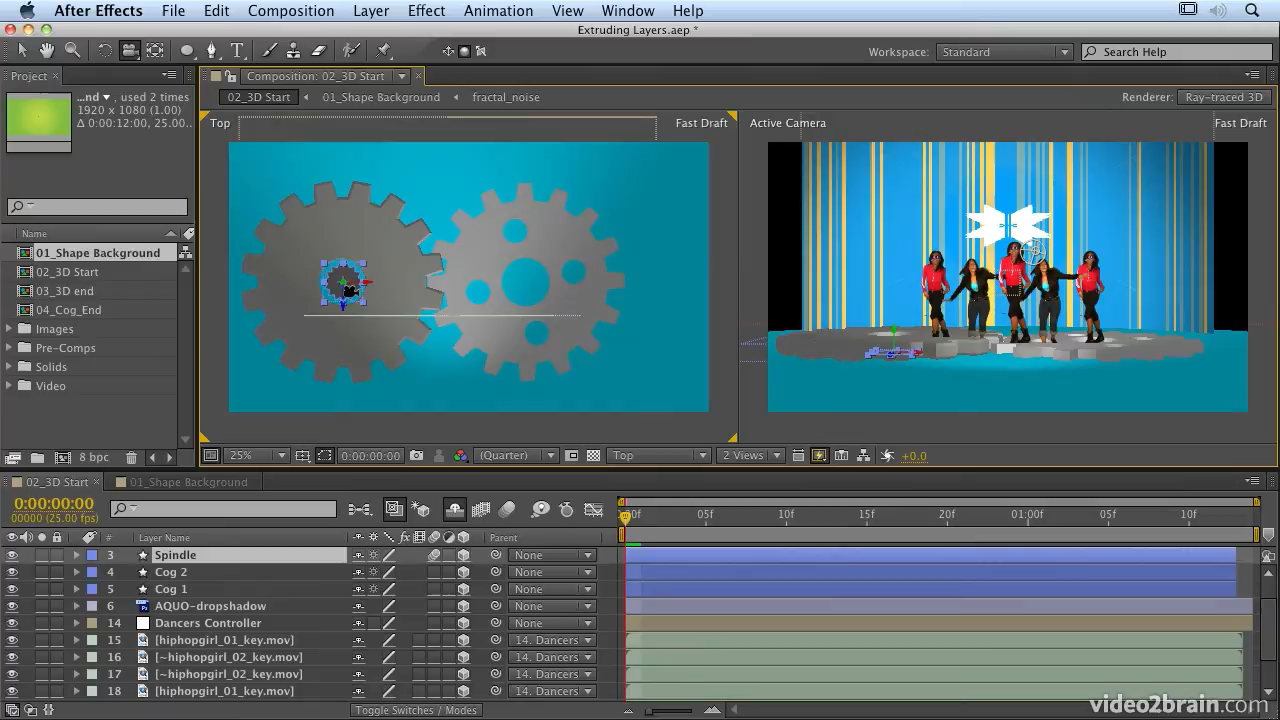 After Effects File Edit Composition Layer Effect Animation View Window Help
Extruding Layers.aep *
Workspace: Standard Search Help
Project Composition: 02_3D Start
...nd ▼, used 2 times
1920 x 1080 (1.00)
Δ 0:00:12:00, 25.00...
02_3D Start 01_Shape Background fractal_noise Renderer: Ray-traced 3D
Top Fast Draft Active Camera Fast Draft
Name
01_Shape Background
02_3D Start
03_3D end
04_Cog_End
Images
Pre-Comps
Solids
Video
8 bpc 25% 0:00:00:00 (Quarter) Top 2 Views +0.0
02_3D Start 01_Shape Background
0:00:00:00
00000 (25.00 fps)
:00f 05f 10f 15f 20f 01:00f 05f 10f
# Layer Name fx Parent
3 Spindle None
4 Cog 2 None
5 Cog 1 None
6 AQUO-dropshadow None
14 Dancers Controller None
15 [hiphopgirl_01_key.mov] 14. Dancers
16 [~hiphopgirl_02_key.mov] 14. Dancers
17 [~hiphopgirl_02_key.mov] 14. Dancers
18 [hiphopgirl_01_key.mov] 14. Dancers
Toggle Switches / Modes
video2brain.com